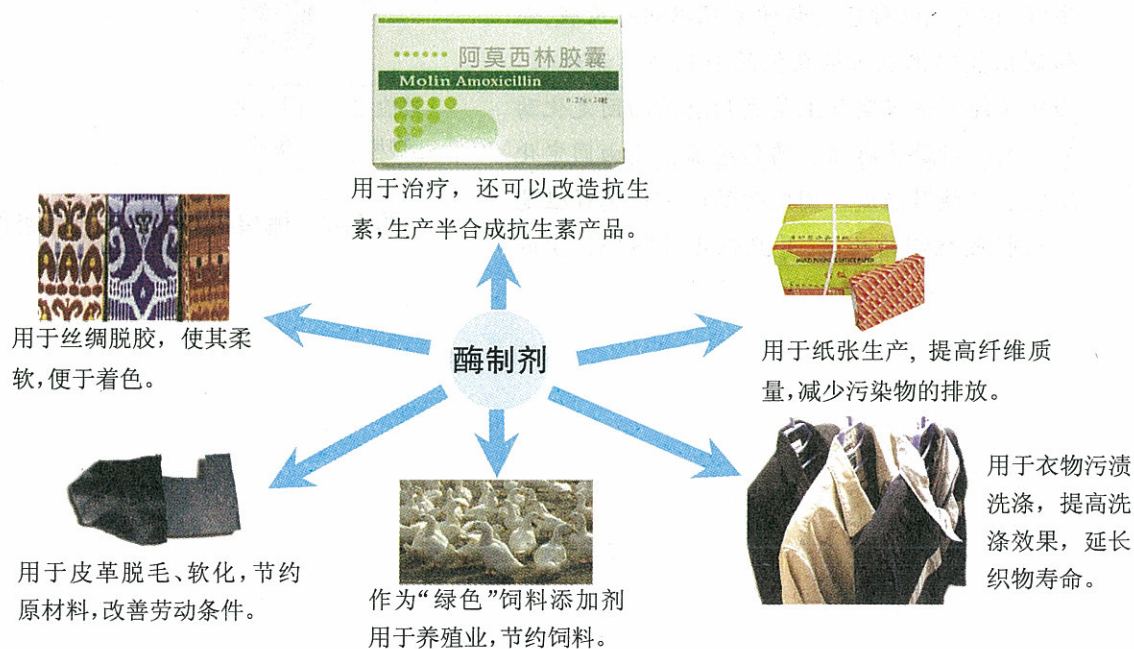 阿莫西林胶囊
Molin Amoxicillin
0.25g×24粒
用于治疗，还可以改造抗生
素，生产半合成抗生素产品。
用于丝绸脱胶，使其柔
软，便于着色。
酶制剂
用于纸张生产，提高纤维质
量，减少污染物的排放。
用于衣物污渍
洗涤，提高洗
涤效果，延长
织物寿命。
用于皮革脱毛、软化，节约
原材料，改善劳动条件。
作为“绿色”饲料添加剂
用于养殖业，节约饲料。